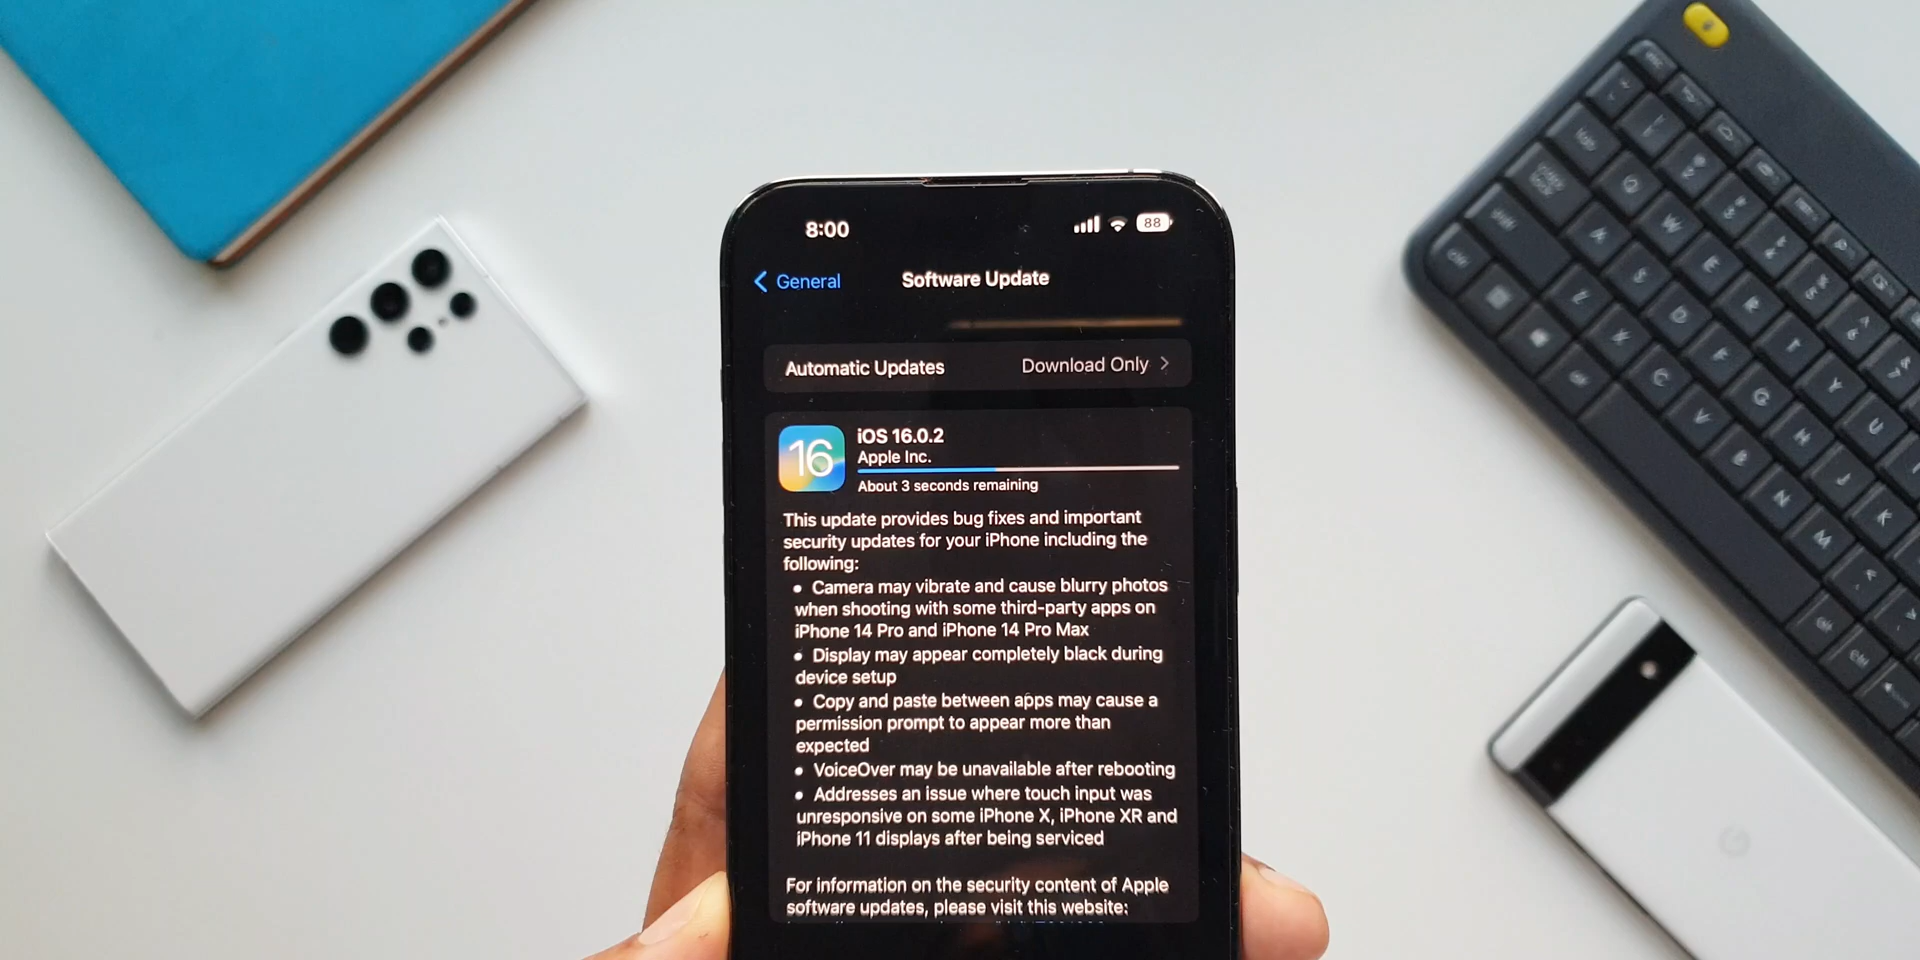 8:00
88
General
Software Update
Automatic Updates
Download Only
16
iOS 16.0.2
Apple Inc.
About 3 seconds remaining
This update provides bug fixes and important
security updates for your iPhone including the
following:
• Camera may vibrate and cause blurry photos
when shooting with some third-party apps on
iPhone 14 Pro and iPhone 14 Pro Max
• Display may appear completely black during
device setup
• Copy and paste between apps may cause a
permission prompt to appear more than
expected
• VoiceOver may be unavailable after rebooting
• Addresses an issue where touch input was
unresponsive on some iPhone X, iPhone XR and
iPhone 11 displays after being serviced
For information on the security content of Apple
software updates, please visit this website:
Q
W
E
R
T
Y
U
A
S
D
F
G
H
J
K
Z
X
C
V
B
N
M